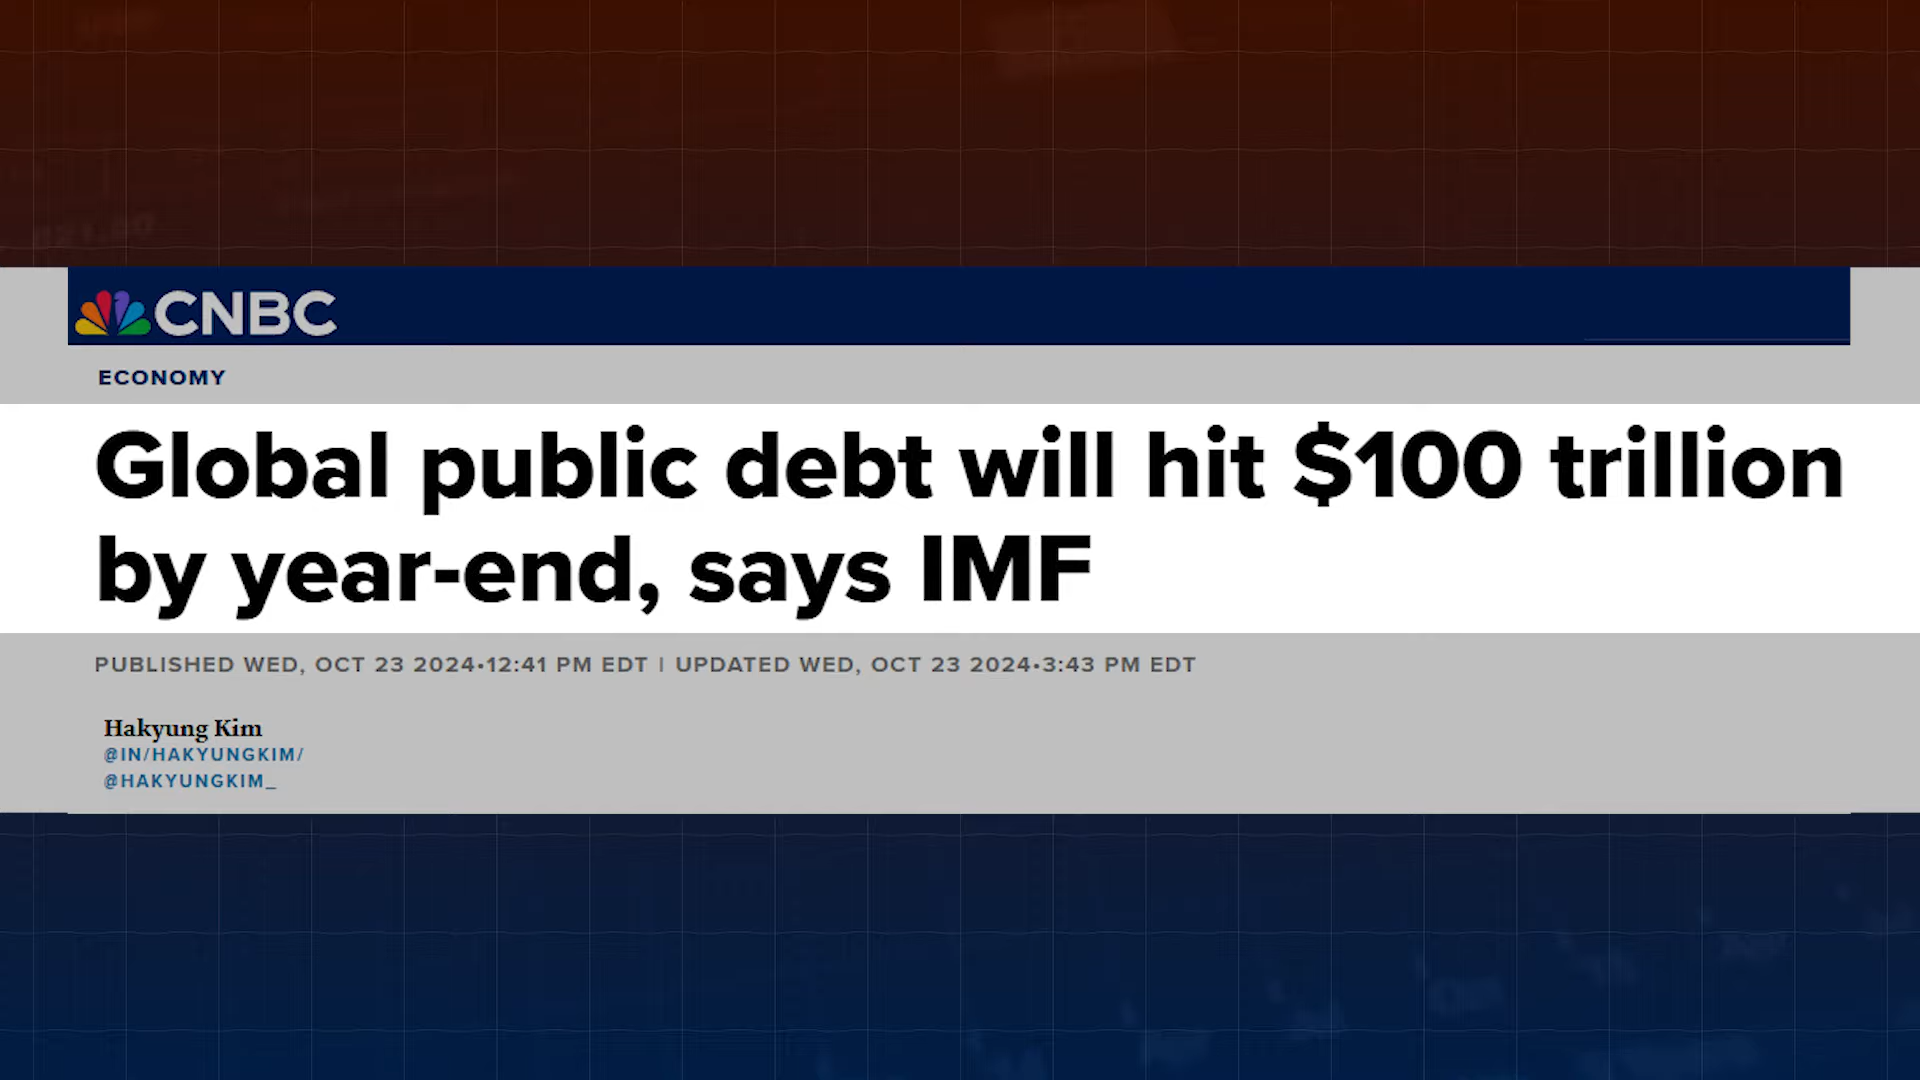 CNBC
ECONOMY
Global public debt will hit $100 trillion
by year-end, says IMF
PUBLISHED WED, OCT 23 2024•12:41 PM EDT | UPDATED WED, OCT 23 2024•3:43 PM EDT
Hakyung Kim
@IN/HAKYUNGKIM/
@HAKYUNGKIM_